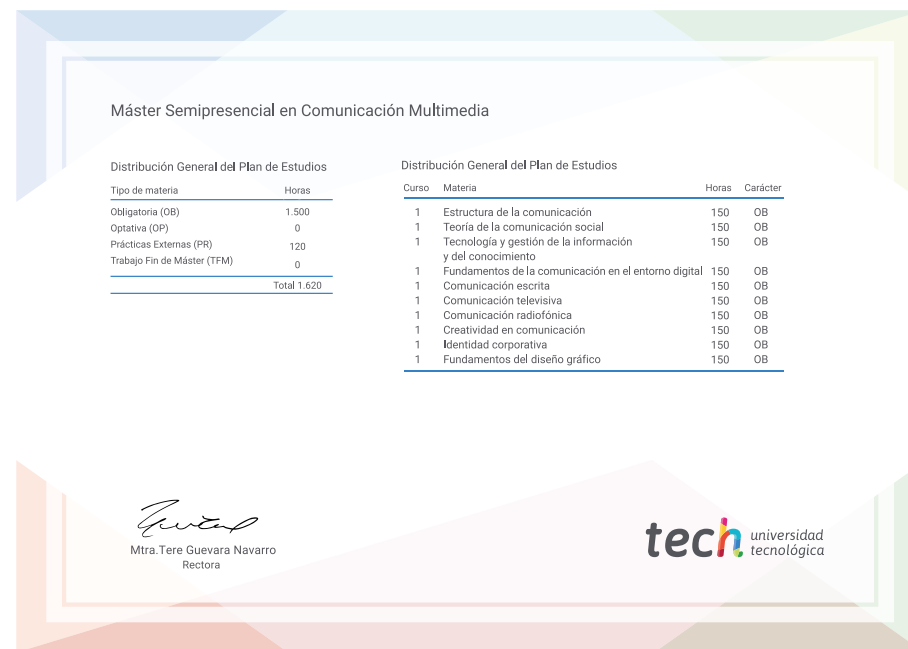 Máster Semipresencial en Comunicación Multimedia
Distribución General del Plan de Estudios
Tipo de materia Horas
Obligatoria (OB) 1.500
Optativa (OP) 0
Prácticas Externas (PR) 120
Trabajo Fin de Máster (TFM) 0
Total 1.620
Distribución General del Plan de Estudios
Curso Materia Horas Carácter
1 Estructura de la comunicación 150 OB
1 Teoría de la comunicación social 150 OB
1 Tecnología y gestión de la información 150 OB
y del conocimiento
1 Fundamentos de la comunicación en el entorno digital 150 OB
1 Comunicación escrita 150 OB
1 Comunicación televisiva 150 OB
1 Comunicación radiofónica 150 OB
1 Creatividad en comunicación 150 OB
1 Identidad corporativa 150 OB
1 Fundamentos del diseño gráfico 150 OB
Mtra.Tere Guevara Navarro
Rectora
tech universidad
tecnológica